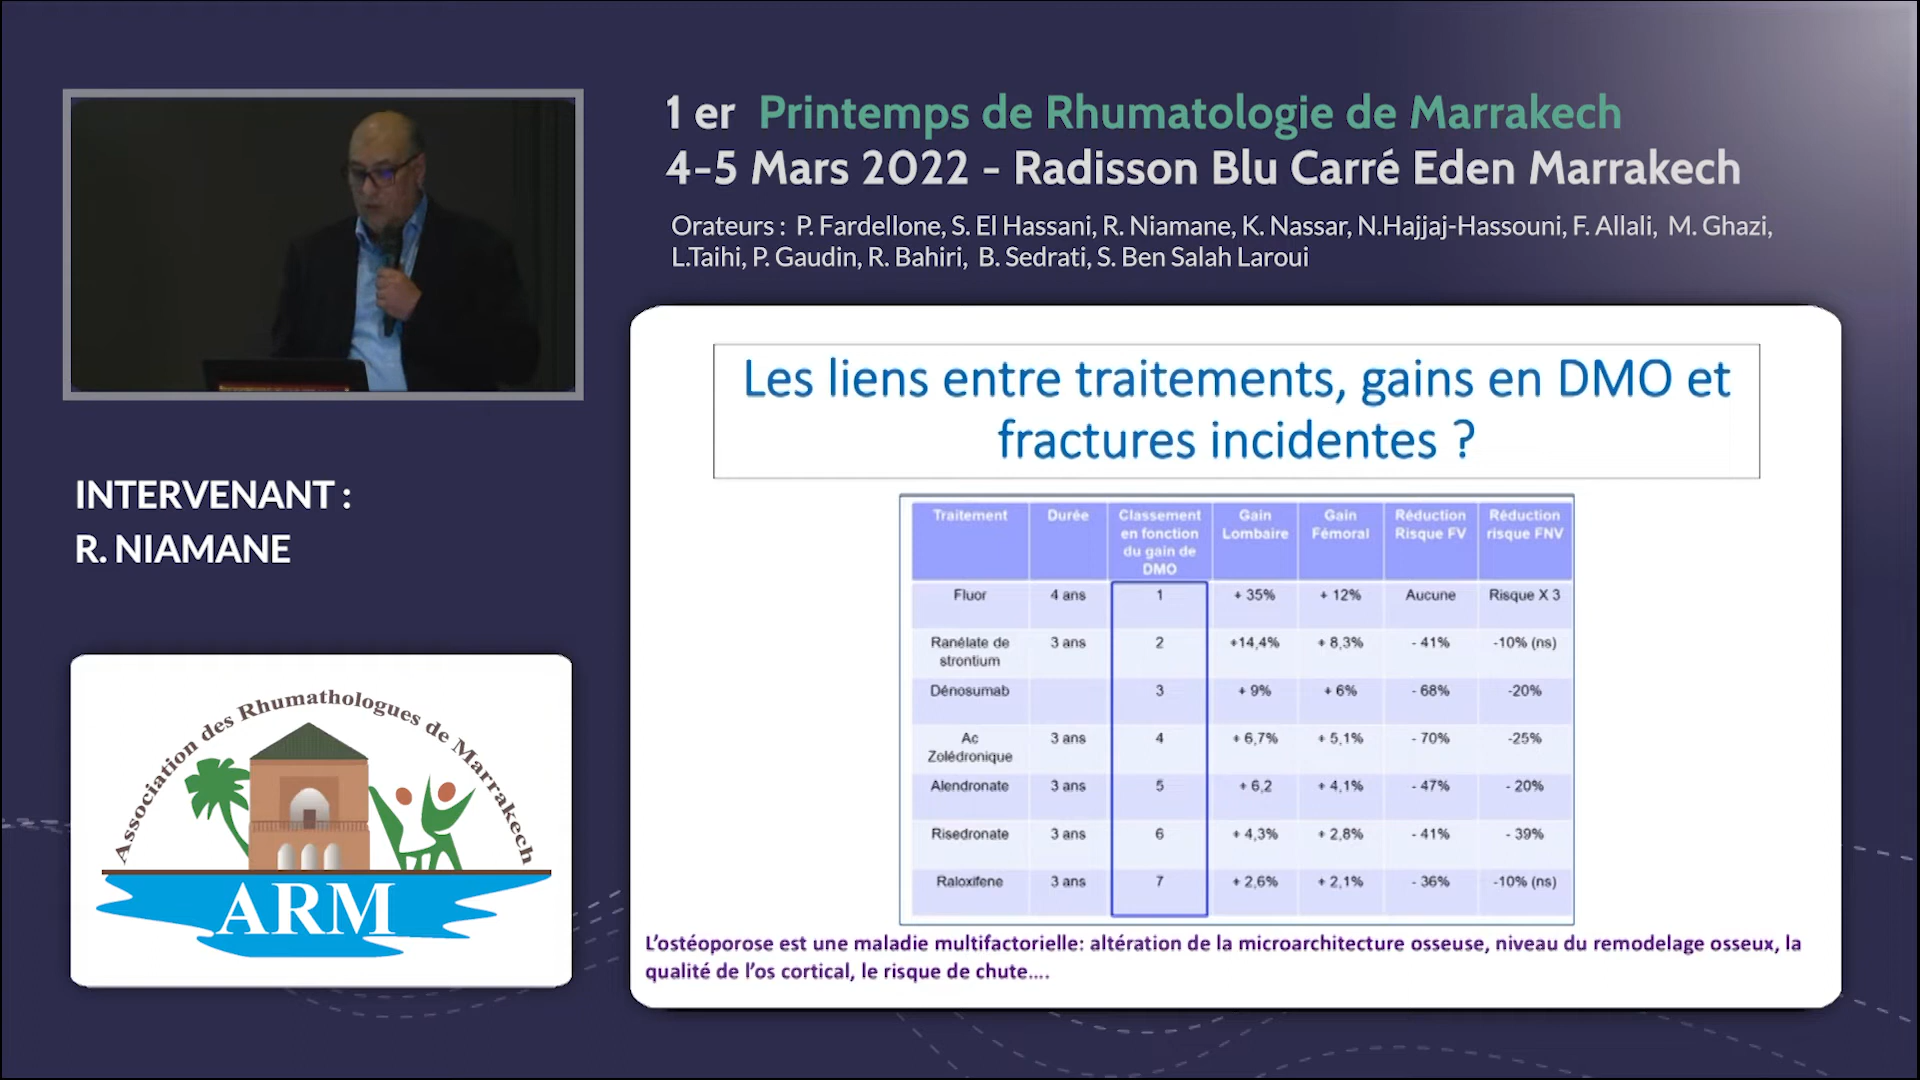 1 er Printemps de Rhumatologie de Marrakech
4-5 Mars 2022 - Radisson Blu Carré Eden Marrakech
Orateurs : P. Fardellone, S. El Hassani, R. Niamane, K. Nassar, N.Hajjaj-Hassouni, F. Allali, M. Ghazi,
L.Taihi, P. Gaudin, R. Bahiri, B. Sedrati, S. Ben Salah Laroui
INTERVENANT :
R. NIAMANE
Association des Rhumathologues de Marrakech
ARM
Les liens entre traitements, gains en DMO et
fractures incidentes ?
Traitement Durée Classement en fonction du gain de DMO Gain Lombaire Gain Fémoral Réduction Risque FV Réduction risque FNV
Fluor 4 ans 1 + 35% + 12% Aucune Risque X 3
Ranélate de strontium 3 ans 2 +14,4% + 8,3% - 41% -10% (ns)
Dénosumab 3 + 9% + 6% - 68% -20%
Ac Zolédronique 3 ans 4 + 6,7% + 5,1% - 70% -25%
Alendronate 3 ans 5 + 6,2 + 4,1% - 47% - 20%
Risedronate 3 ans 6 + 4,3% + 2,8% - 41% - 39%
Raloxifene 3 ans 7 + 2,6% + 2,1% - 36% -10% (ns)
L'ostéoporose est une maladie multifactorielle: altération de la microarchitecture osseuse, niveau du remodelage osseux, la
qualité de l'os cortical, le risque de chute....